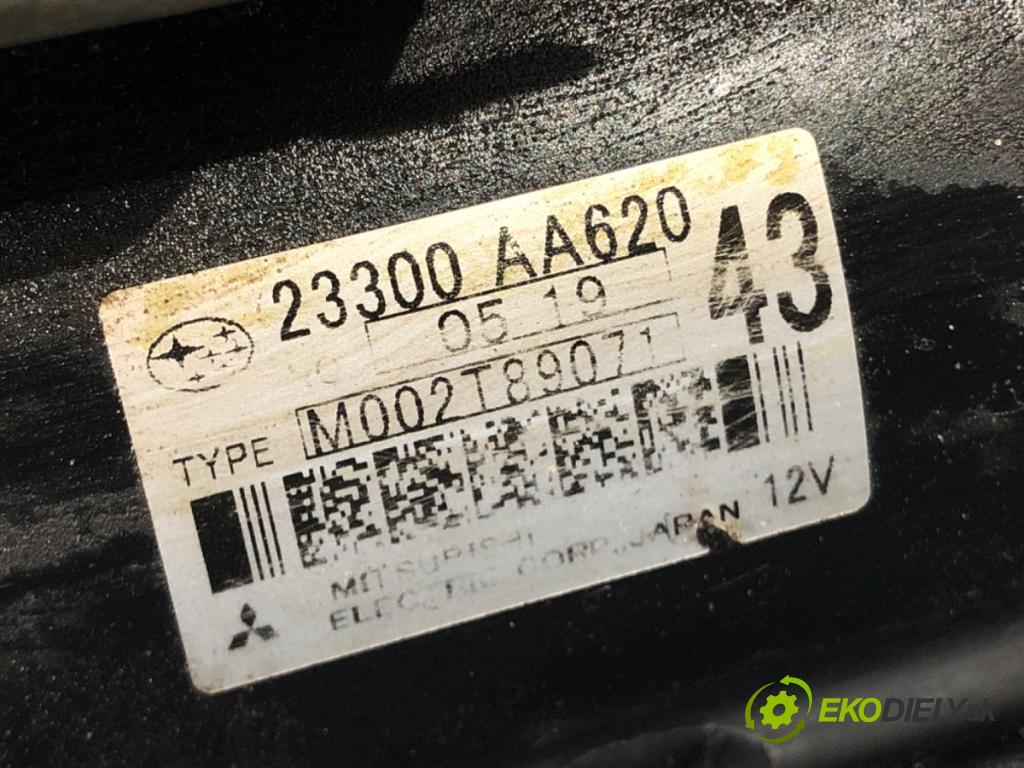 23300 AA620
05 19
43
TYPE M002T89071
MITSUBISHI
ELECTRIC CORP., JAPAN 12V
EKODIELY.sk